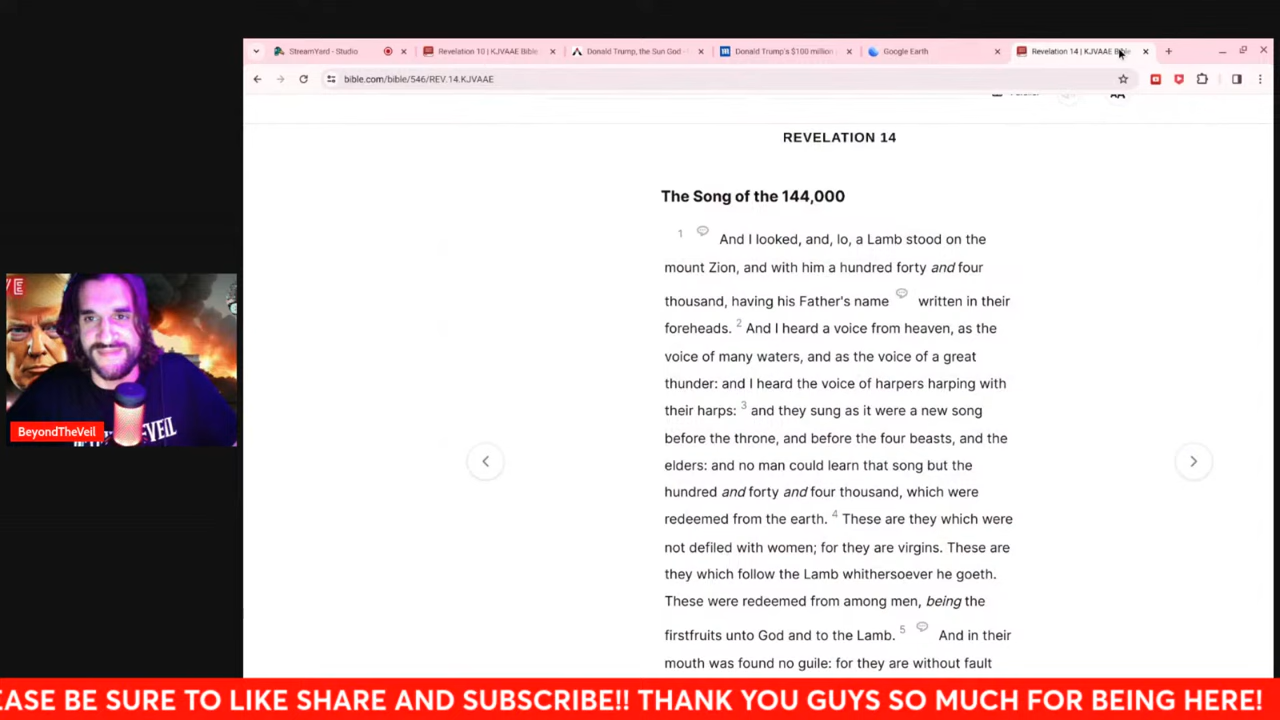 StreamYard - Studio
Revelation 10 | KJVAAE Bible
Donald Trump, the Sun God -
Donald Trump's $100 million
Google Earth
Revelation 14 | KJVAAE Bible
bible.com/bible/546/REV.14.KJVAAE
AA
REVELATION 14
The Song of the 144,000
1 And I looked, and, lo, a Lamb stood on the
mount Zion, and with him a hundred forty and four
thousand, having his Father's name written in their
foreheads. 2 And I heard a voice from heaven, as the
voice of many waters, and as the voice of a great
thunder: and I heard the voice of harpers harping with
their harps: 3 and they sung as it were a new song
before the throne, and before the four beasts, and the
elders: and no man could learn that song but the
hundred and forty and four thousand, which were
redeemed from the earth. 4 These are they which were
not defiled with women; for they are virgins. These are
they which follow the Lamb whithersoever he goeth.
These were redeemed from among men, being the
firstfruits unto God and to the Lamb. 5 And in their
mouth was found no guile: for they are without fault
VE
BeyondTheVeil
VEIL
EASE BE SURE TO LIKE SHARE AND SUBSCRIBE!! THANK YOU GUYS SO MUCH FOR BEING HERE!